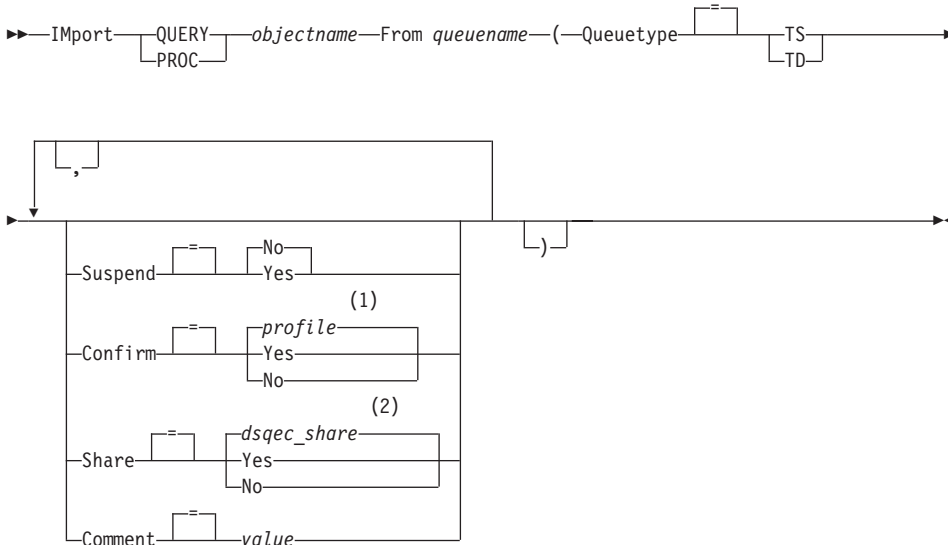 IMport QUERY objectname From queuename ( Queuetype = TS
PROC TD
,
)
Suspend = No
Yes
(1)
Confirm = profile
Yes
No
(2)
Share = dsqec_share
Yes
No
Comment = value